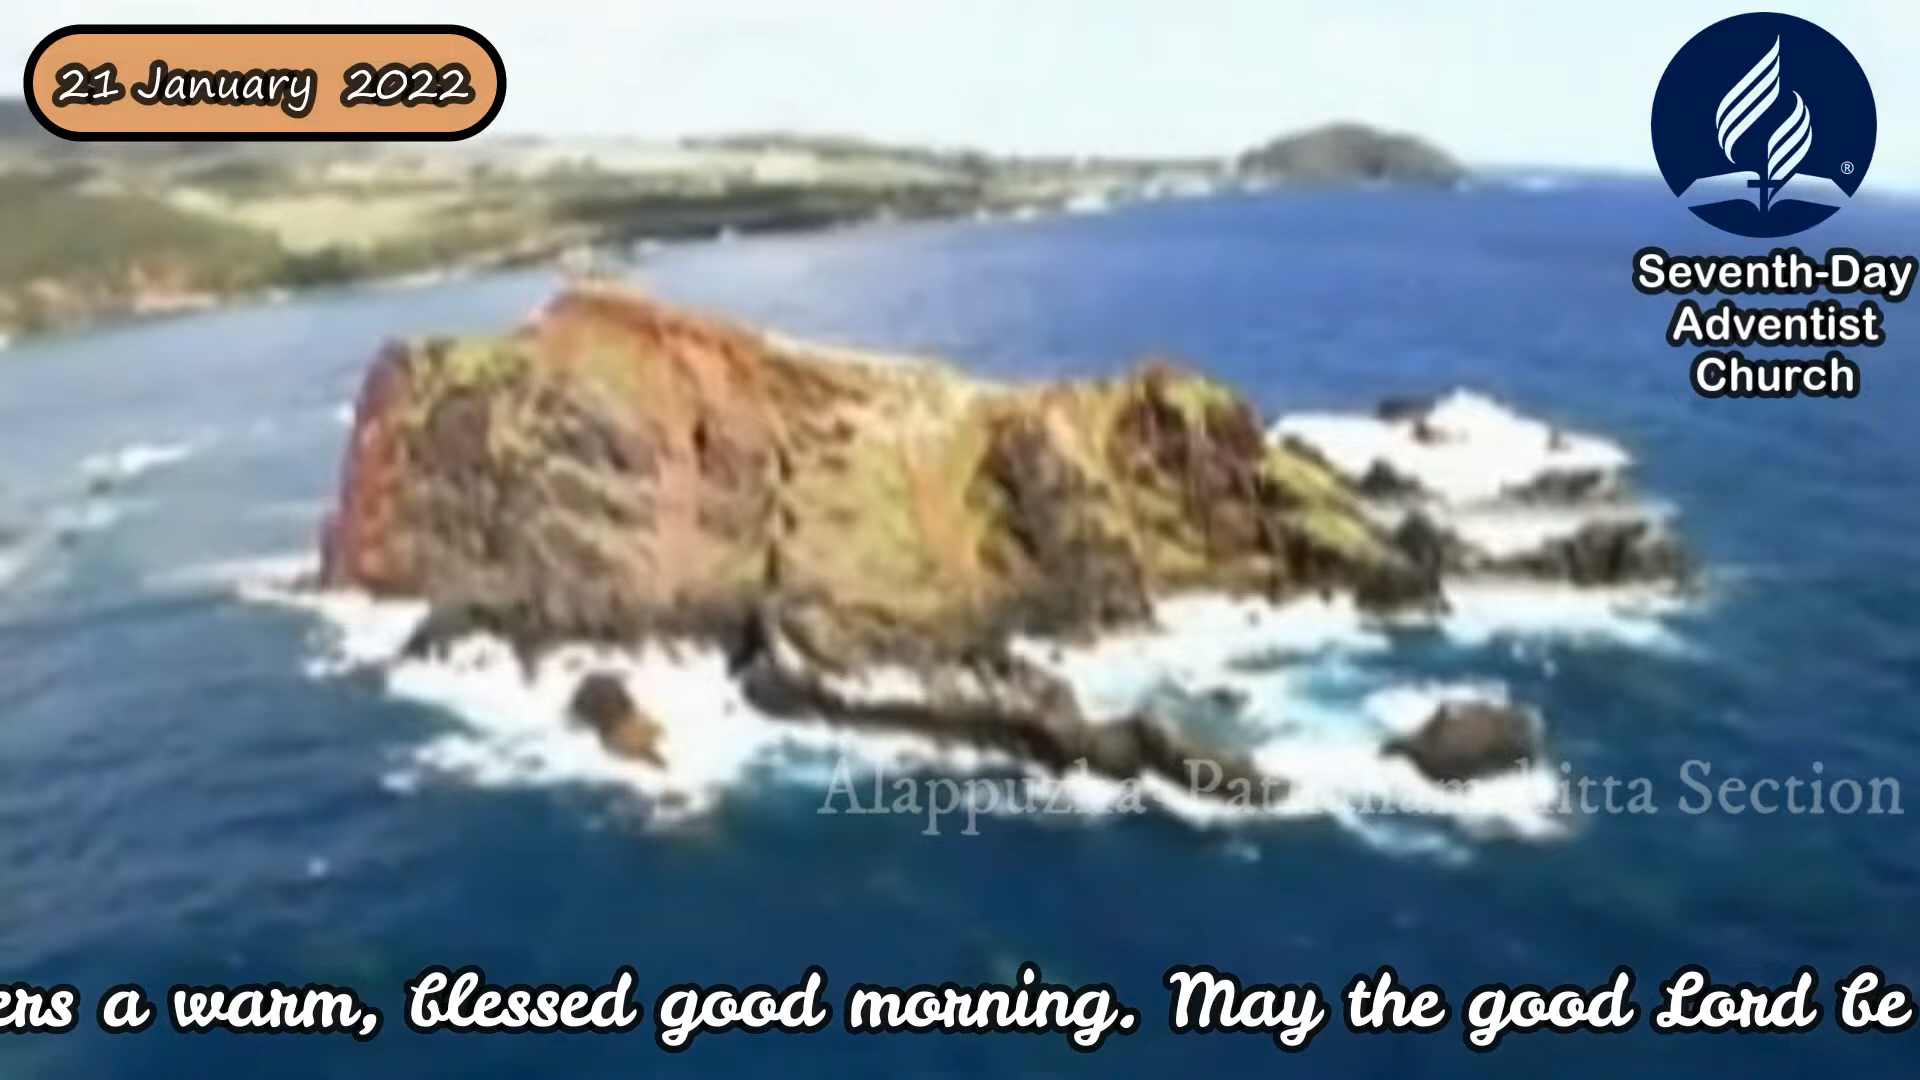 21 January 2022
®
Seventh-Day
Adventist
Church
Alappuzha Pathanamthitta Section
ers a warm, blessed good morning. May the good Lord be